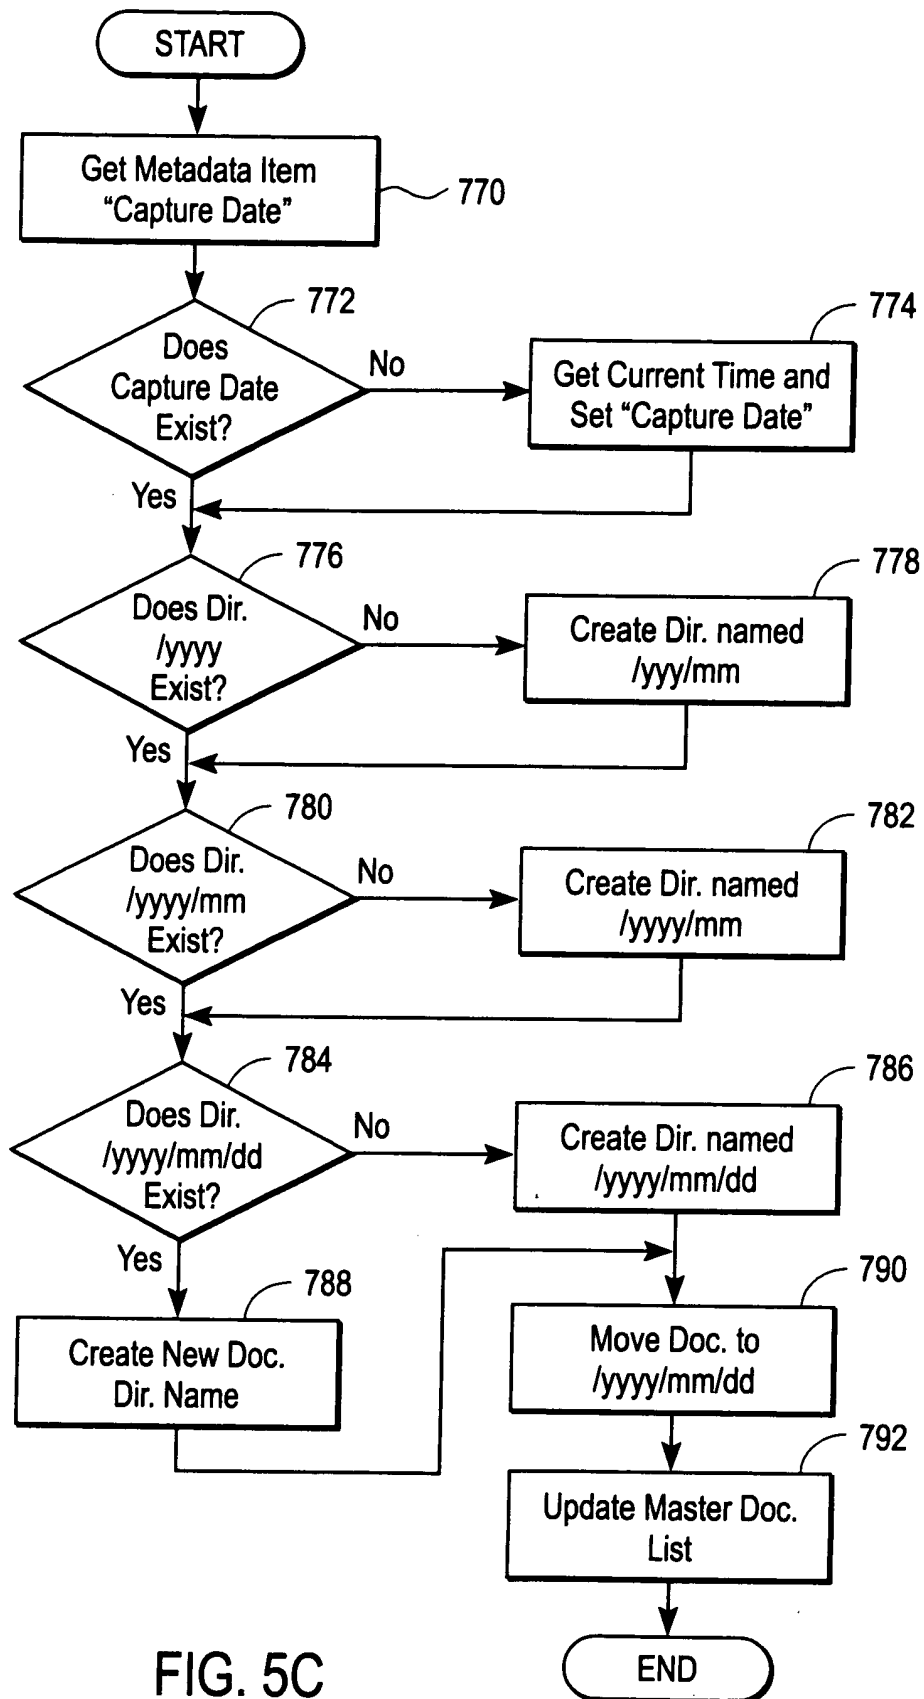 START
Get Metadata Item
“Capture Date”
770
772
Does
Capture Date
Exist?
No
774
Get Current Time and
Set “Capture Date”
Yes
776
Does Dir.
/yyyy
Exist?
No
778
Create Dir. named
/yyy/mm
Yes
780
Does Dir.
/yyyy/mm
Exist?
No
782
Create Dir. named
/yyyy/mm
Yes
784
Does Dir.
/yyyy/mm/dd
Exist?
No
786
Create Dir. named
/yyyy/mm/dd
Yes
788
Create New Doc.
Dir. Name
790
Move Doc. to
/yyyy/mm/dd
792
Update Master Doc.
List
END
FIG. 5C